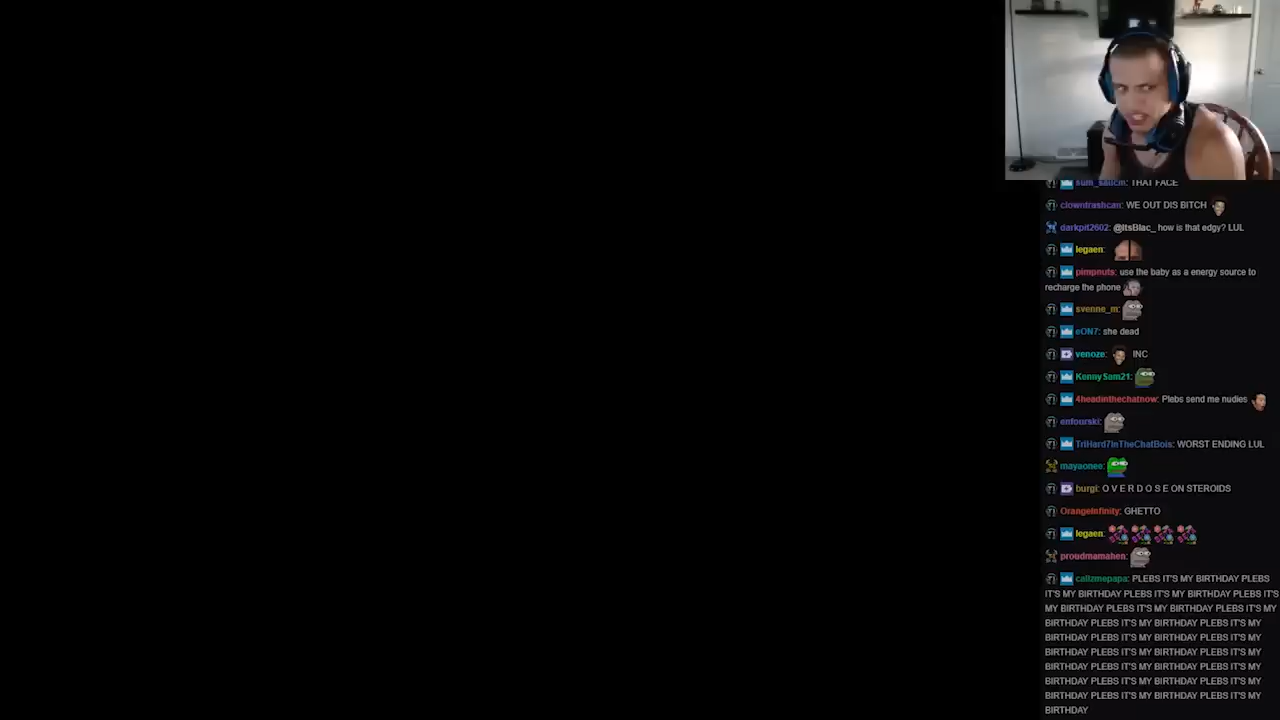 sum_sailcm: THAT FACE
clowntrashcan: WE OUT DIS BITCH
darkpit2602: @ItsBlac_ how is that edgy? LUL
legaen:
pimpnuts: use the baby as a energy source to
recharge the phone
svenne_m:
eON7: she dead
venoze: INC
KennySam21:
4headinthechatnow: Plebs send me nudies
enfourski:
TriHard7InTheChatBois: WORST ENDING LUL
mayaonee:
burgi: O V E R D O S E ON STEROIDS
OrangeInfinity: GHETTO
legaen:
proudmamahen:
callzmepapa: PLEBS IT'S MY BIRTHDAY PLEBS
IT'S MY BIRTHDAY PLEBS IT'S MY BIRTHDAY PLEBS IT'S
MY BIRTHDAY PLEBS IT'S MY BIRTHDAY PLEBS IT'S MY
BIRTHDAY PLEBS IT'S MY BIRTHDAY PLEBS IT'S MY
BIRTHDAY PLEBS IT'S MY BIRTHDAY PLEBS IT'S MY
BIRTHDAY PLEBS IT'S MY BIRTHDAY PLEBS IT'S MY
BIRTHDAY PLEBS IT'S MY BIRTHDAY PLEBS IT'S MY
BIRTHDAY PLEBS IT'S MY BIRTHDAY PLEBS IT'S MY
BIRTHDAY PLEBS IT'S MY BIRTHDAY PLEBS IT'S MY
BIRTHDAY